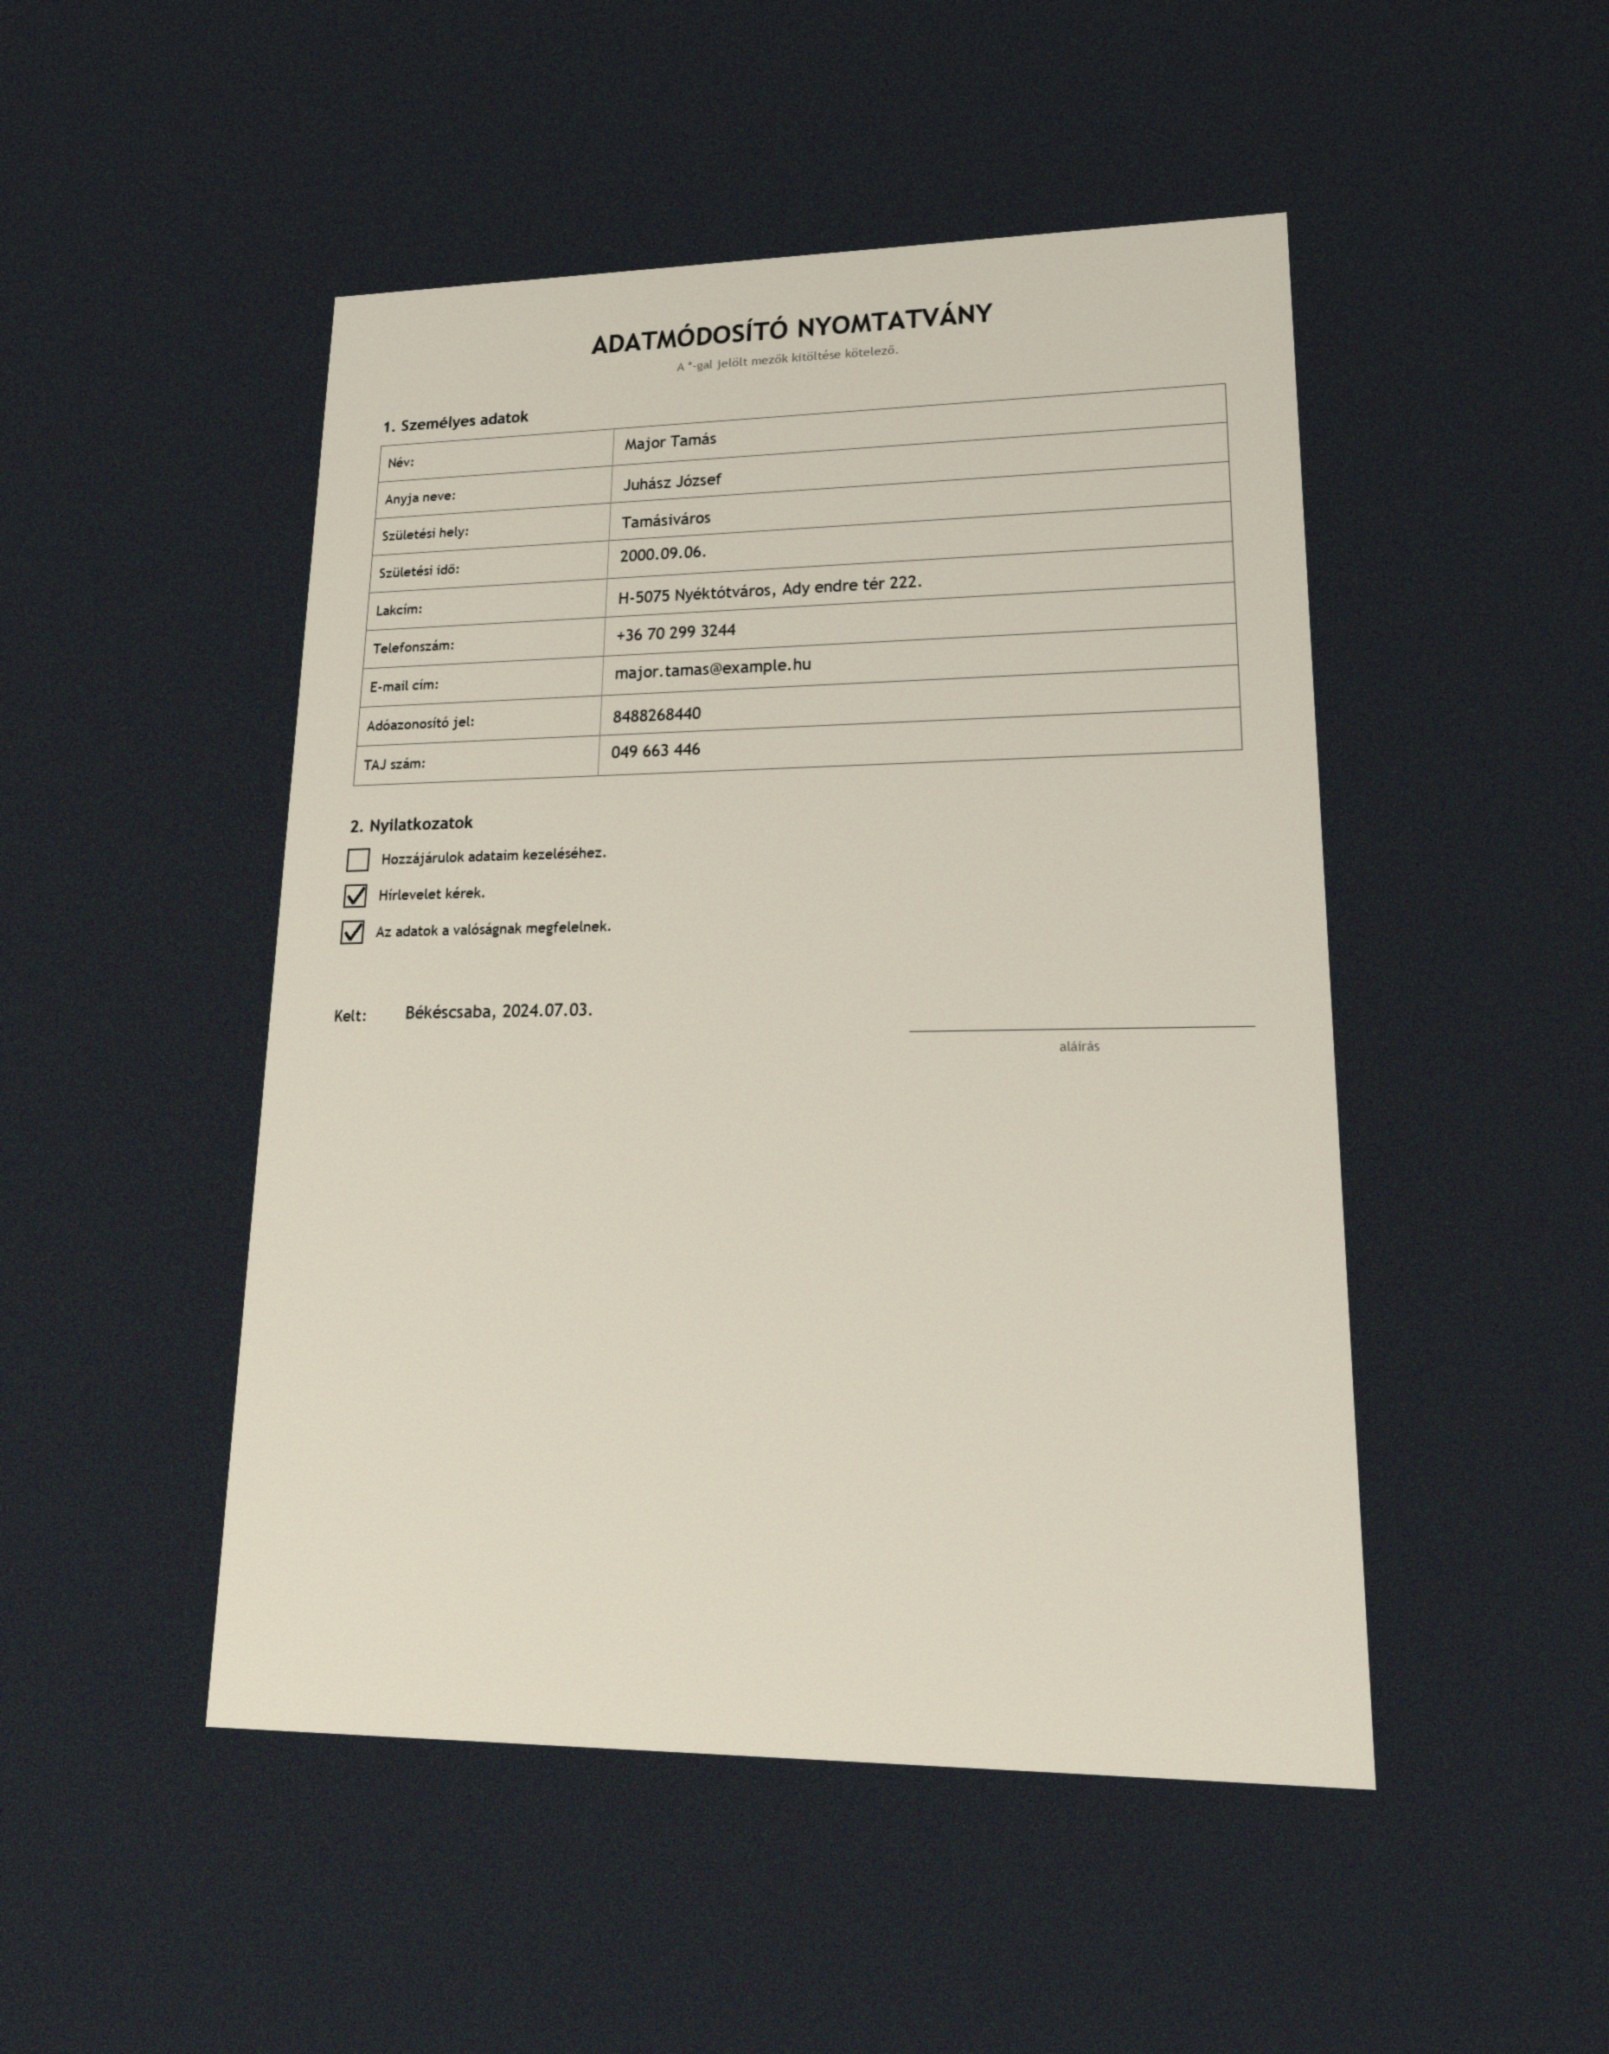 ADATMÓDOSÍTÓ NYOMTATVÁNY
A *-gal jelölt mezők kitöltése kötelező.
1. Személyes adatok
Név: Major Tamás
Anyja neve: Juhász József
Születési hely: Tamásiváros
Születési idő: 2000.09.06.
Lakcím: H-5075 Nyéktótváros, Ady endre tér 222.
Telefonszám: +36 70 299 3244
E-mail cím: major.tamas@example.hu
Adóazonosító jel: 8488268440
TAJ szám: 049 663 446
2. Nyilatkozatok
Hozzájárulok adataim kezeléséhez.
Hírlevelet kérek.
Az adatok a valóságnak megfelelnek.
Kelt: Békéscsaba, 2024.07.03.
aláírás